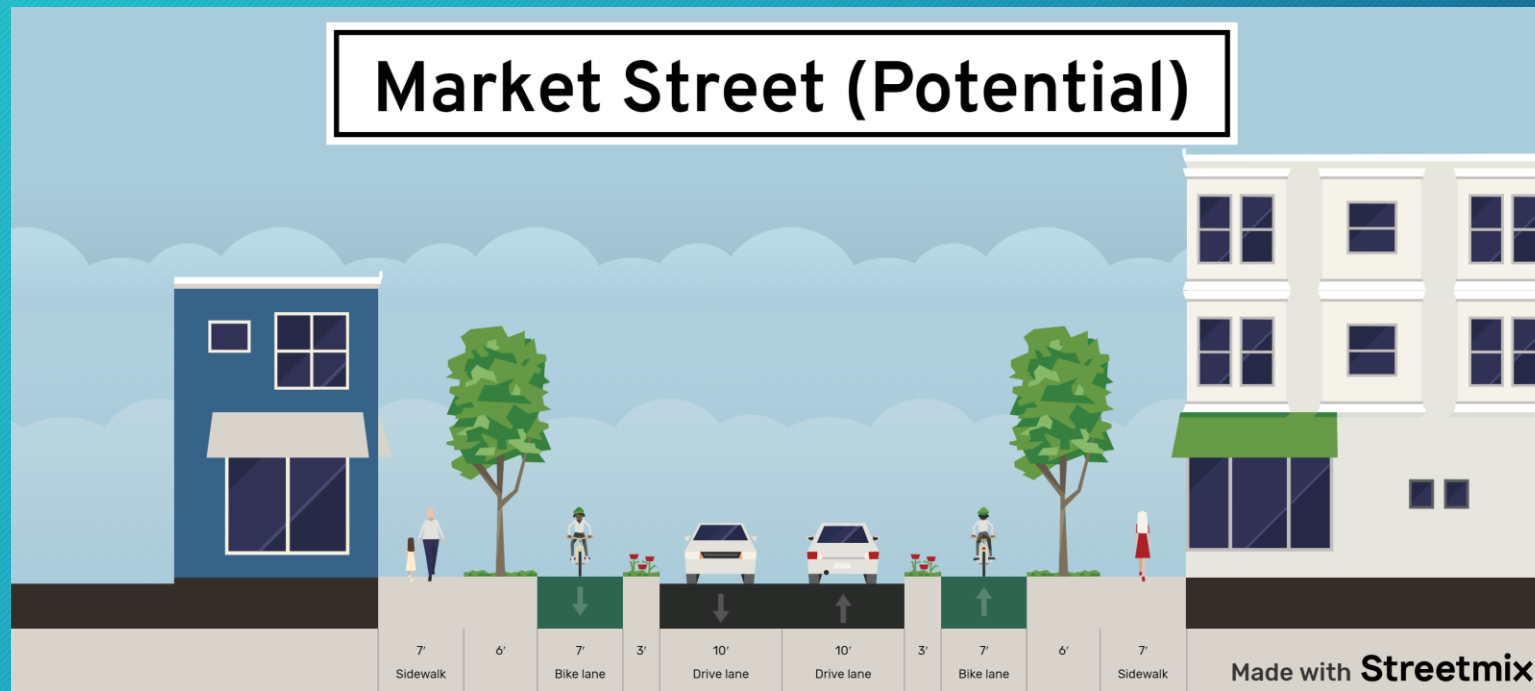 Market Street (Potential)
7' 6' 7' 3' 10' 10' 3' 7' 6' 7'
Sidewalk Bike lane Drive lane Drive lane Bike lane Sidewalk
Made with Streetmix